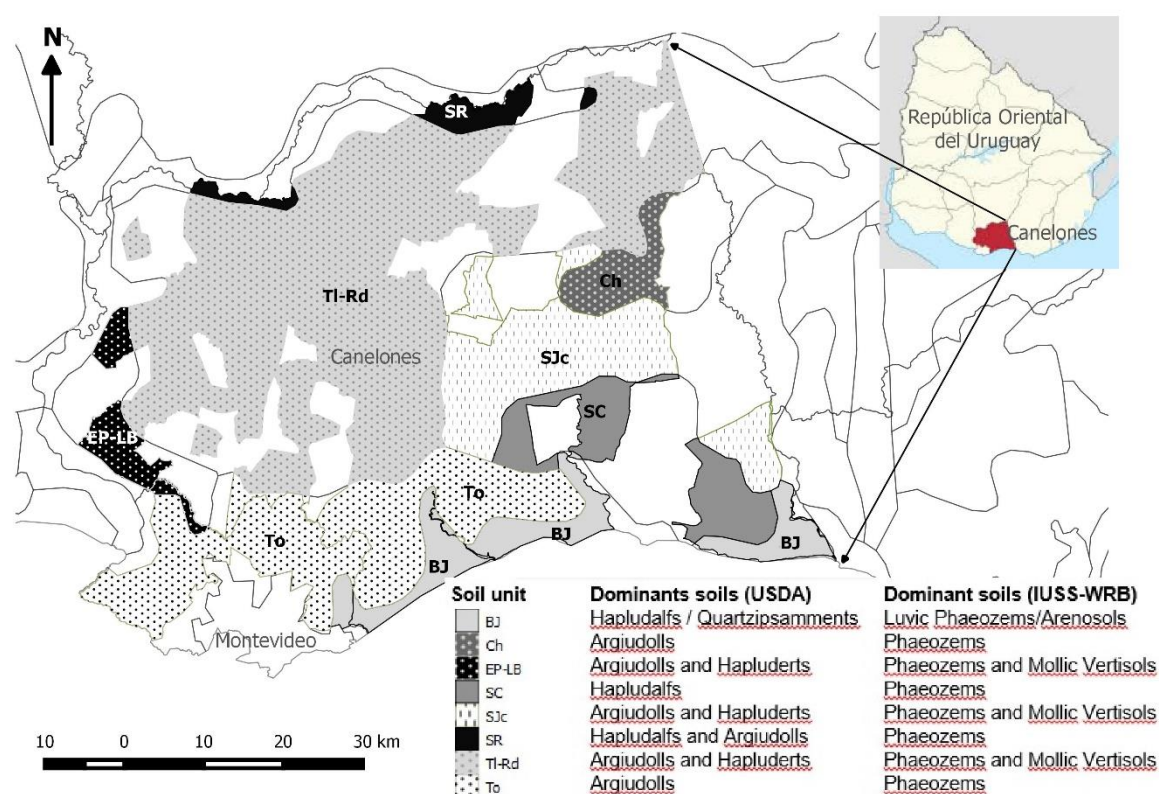 N
SR
República Oriental
del Uruguay
Canelones
Ch
Tl-Rd
Canelones
SJc
SC
EP-LB
To
To
BJ
BJ
BJ
Montevideo
Soil unit Dominants soils (USDA) Dominant soils (IUSS-WRB)
BJ Hapludalfs / Quartzipsamments Luvic Phaeozems/Arenosols
Ch Argiudolls Phaeozems
EP-LB Argiudolls and Hapluderts Phaeozems and Mollic Vertisols
SC Hapludalfs Phaeozems
SJc Argiudolls and Hapluderts Phaeozems and Mollic Vertisols
SR Hapludalfs and Argiudolls Phaeozems
Tl-Rd Argiudolls and Hapluderts Phaeozems and Mollic Vertisols
To Argiudolls Phaeozems
10 0 10 20 30 km